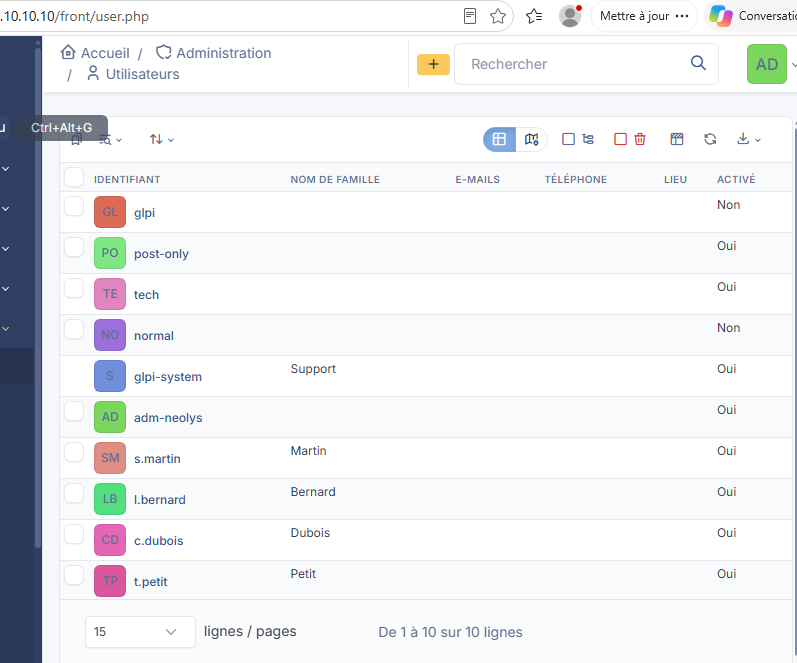 .10.10.10/front/user.php
Mettre à jour
Accueil / Administration
/ Utilisateurs
+
Rechercher
AD
Ctrl+Alt+G
IDENTIFIANT NOM DE FAMILLE E-MAILS TÉLÉPHONE LIEU ACTIVÉ
GL glpi Non
PO post-only Oui
TE tech Oui
NO normal Non
S glpi-system Support Oui
AD adm-neolys Oui
SM s.martin Martin Oui
LB l.bernard Bernard Oui
CD c.dubois Dubois Oui
TP t.petit Petit Oui
15 lignes / pages De 1 à 10 sur 10 lignes